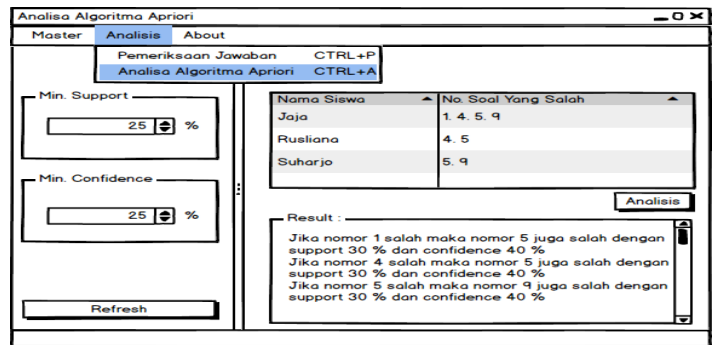 Analisa Algoritma Apriori
Master Analisis About
Pemeriksaan Jawaban CTRL+P
Analisa Algoritma Apriori CTRL+A
Min. Support
25 %
Min. Confidence
25 %
Refresh
Nama Siswa No. Soal Yang Salah
Jaja 1. 4. 5. 9
Rusliana 4. 5
Suharjo 5. 9
Analisis
Result :
Jika nomor 1 salah maka nomor 5 juga salah dengan
support 30 % dan confidence 40 %
Jika nomor 4 salah maka nomor 5 juga salah dengan
support 30 % dan confidence 40 %
Jika nomor 5 salah maka nomor 9 juga salah dengan
support 30 % dan confidence 40 %